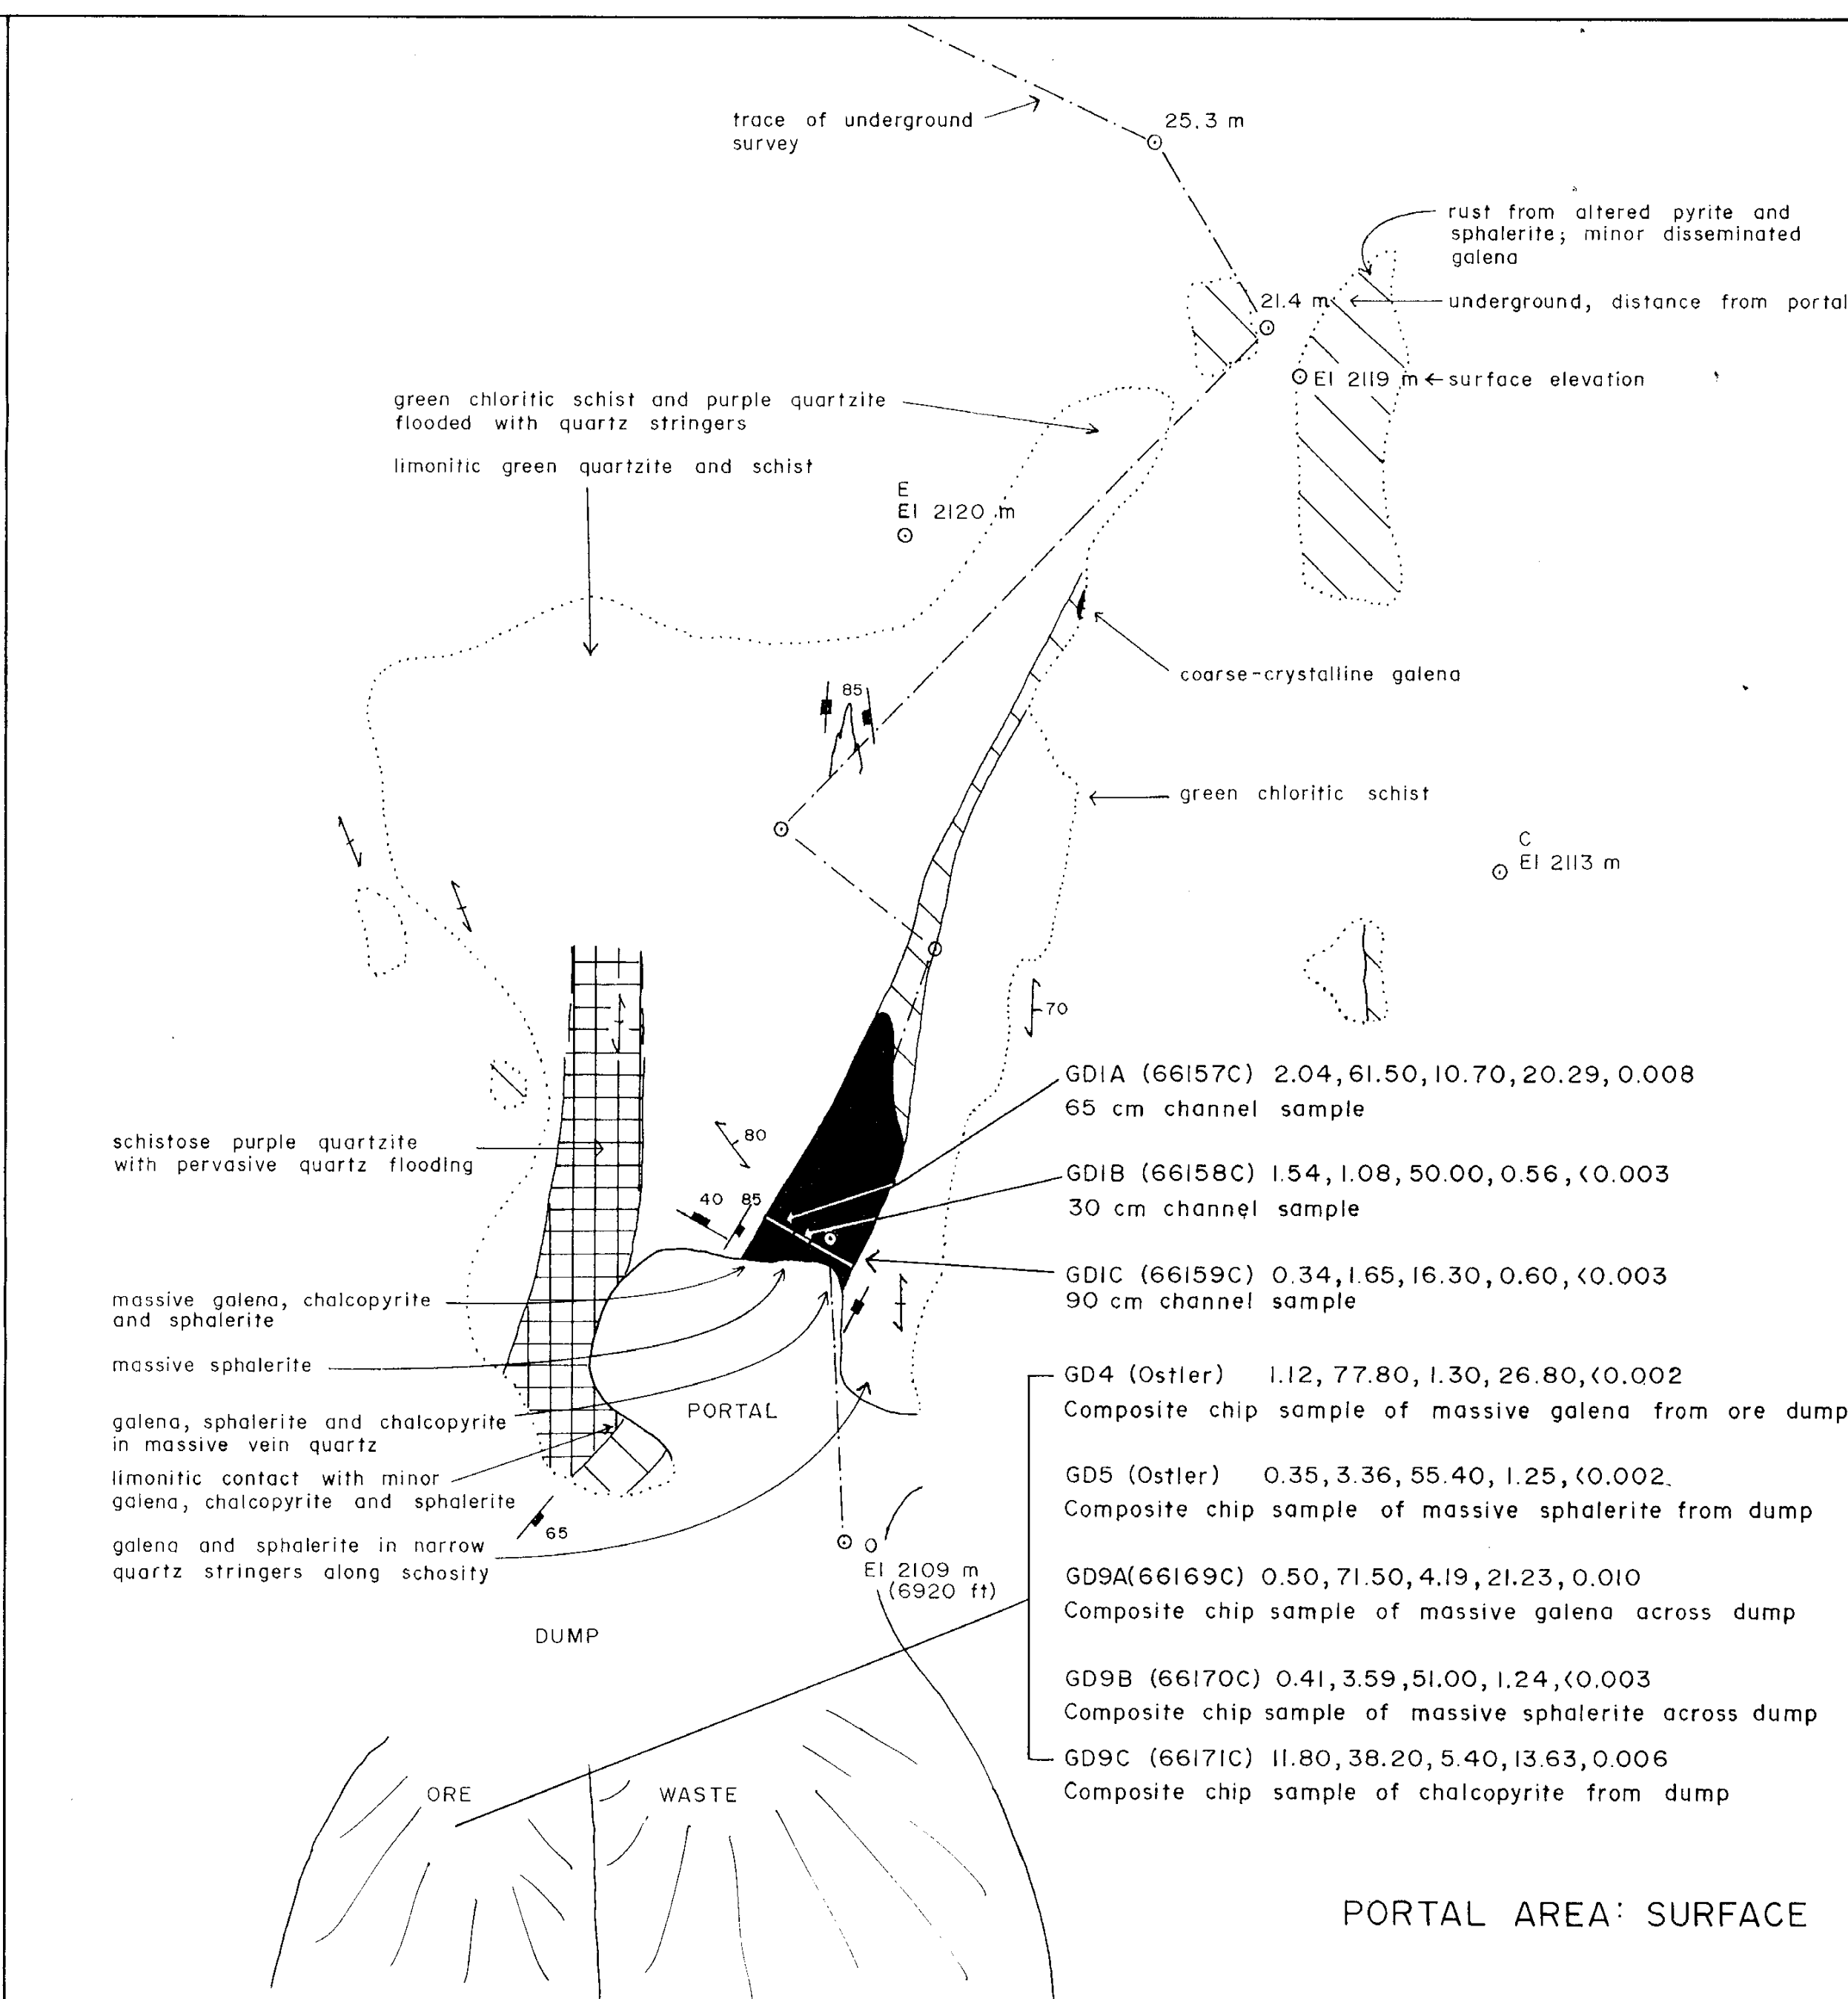 trace of underground
survey
25.3 m
rust from altered pyrite and
sphalerite; minor disseminated
galena
21.4 m
underground, distance from portal
El 2119 m
surface elevation
green chloritic schist and purple quartzite
flooded with quartz stringers
limonitic green quartzite and schist
E
El 2120 m
coarse-crystalline galena
85
green chloritic schist
C
El 2113 m
70
GD1A (66157C) 2.04, 61.50, 10.70, 20.29, 0.008
65 cm channel sample
schistose purple quartzite
with pervasive quartz flooding
80
GD1B (66158C) 1.54, 1.08, 50.00, 0.56, <0.003
30 cm channel sample
40
85
GD1C (66159C) 0.34, 1.65, 16.30, 0.60, <0.003
90 cm channel sample
massive galena, chalcopyrite
and sphalerite
massive sphalerite
galena, sphalerite and chalcopyrite
in massive vein quartz
limonitic contact with minor
galena, chalcopyrite and sphalerite
galena and sphalerite in narrow
quartz stringers along schosity
PORTAL
65
GD4 (Ostler) 1.12, 77.80, 1.30, 26.80, <0.002
Composite chip sample of massive galena from ore dump
GD5 (Ostler) 0.35, 3.36, 55.40, 1.25, <0.002
Composite chip sample of massive sphalerite from dump
O
El 2109 m
(6920 ft)
GD9A (66169C) 0.50, 71.50, 4.19, 21.23, 0.010
Composite chip sample of massive galena across dump
DUMP
GD9B (66170C) 0.41, 3.59, 51.00, 1.24, <0.003
Composite chip sample of massive sphalerite across dump
GD9C (66171C) 11.80, 38.20, 5.40, 13.63, 0.006
Composite chip sample of chalcopyrite from dump
ORE
WASTE
PORTAL AREA: SURFACE